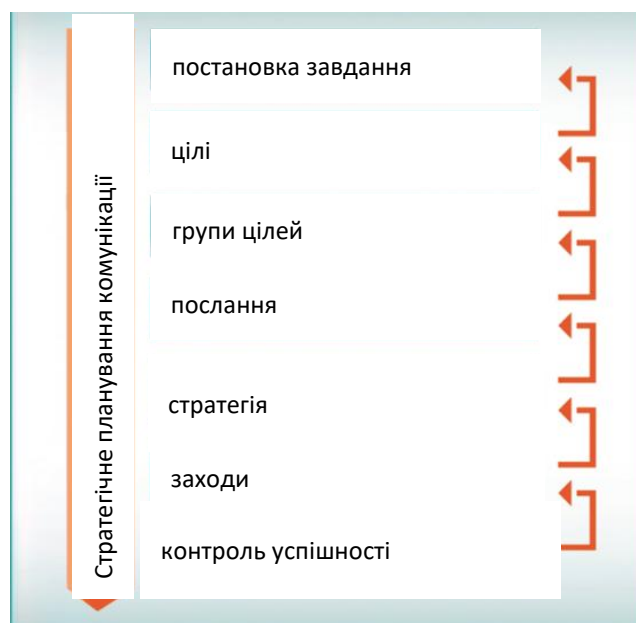 Стратегічне планування комунікації
постановка завдання
цілі
групи цілей
послання
стратегія
заходи
контроль успішності